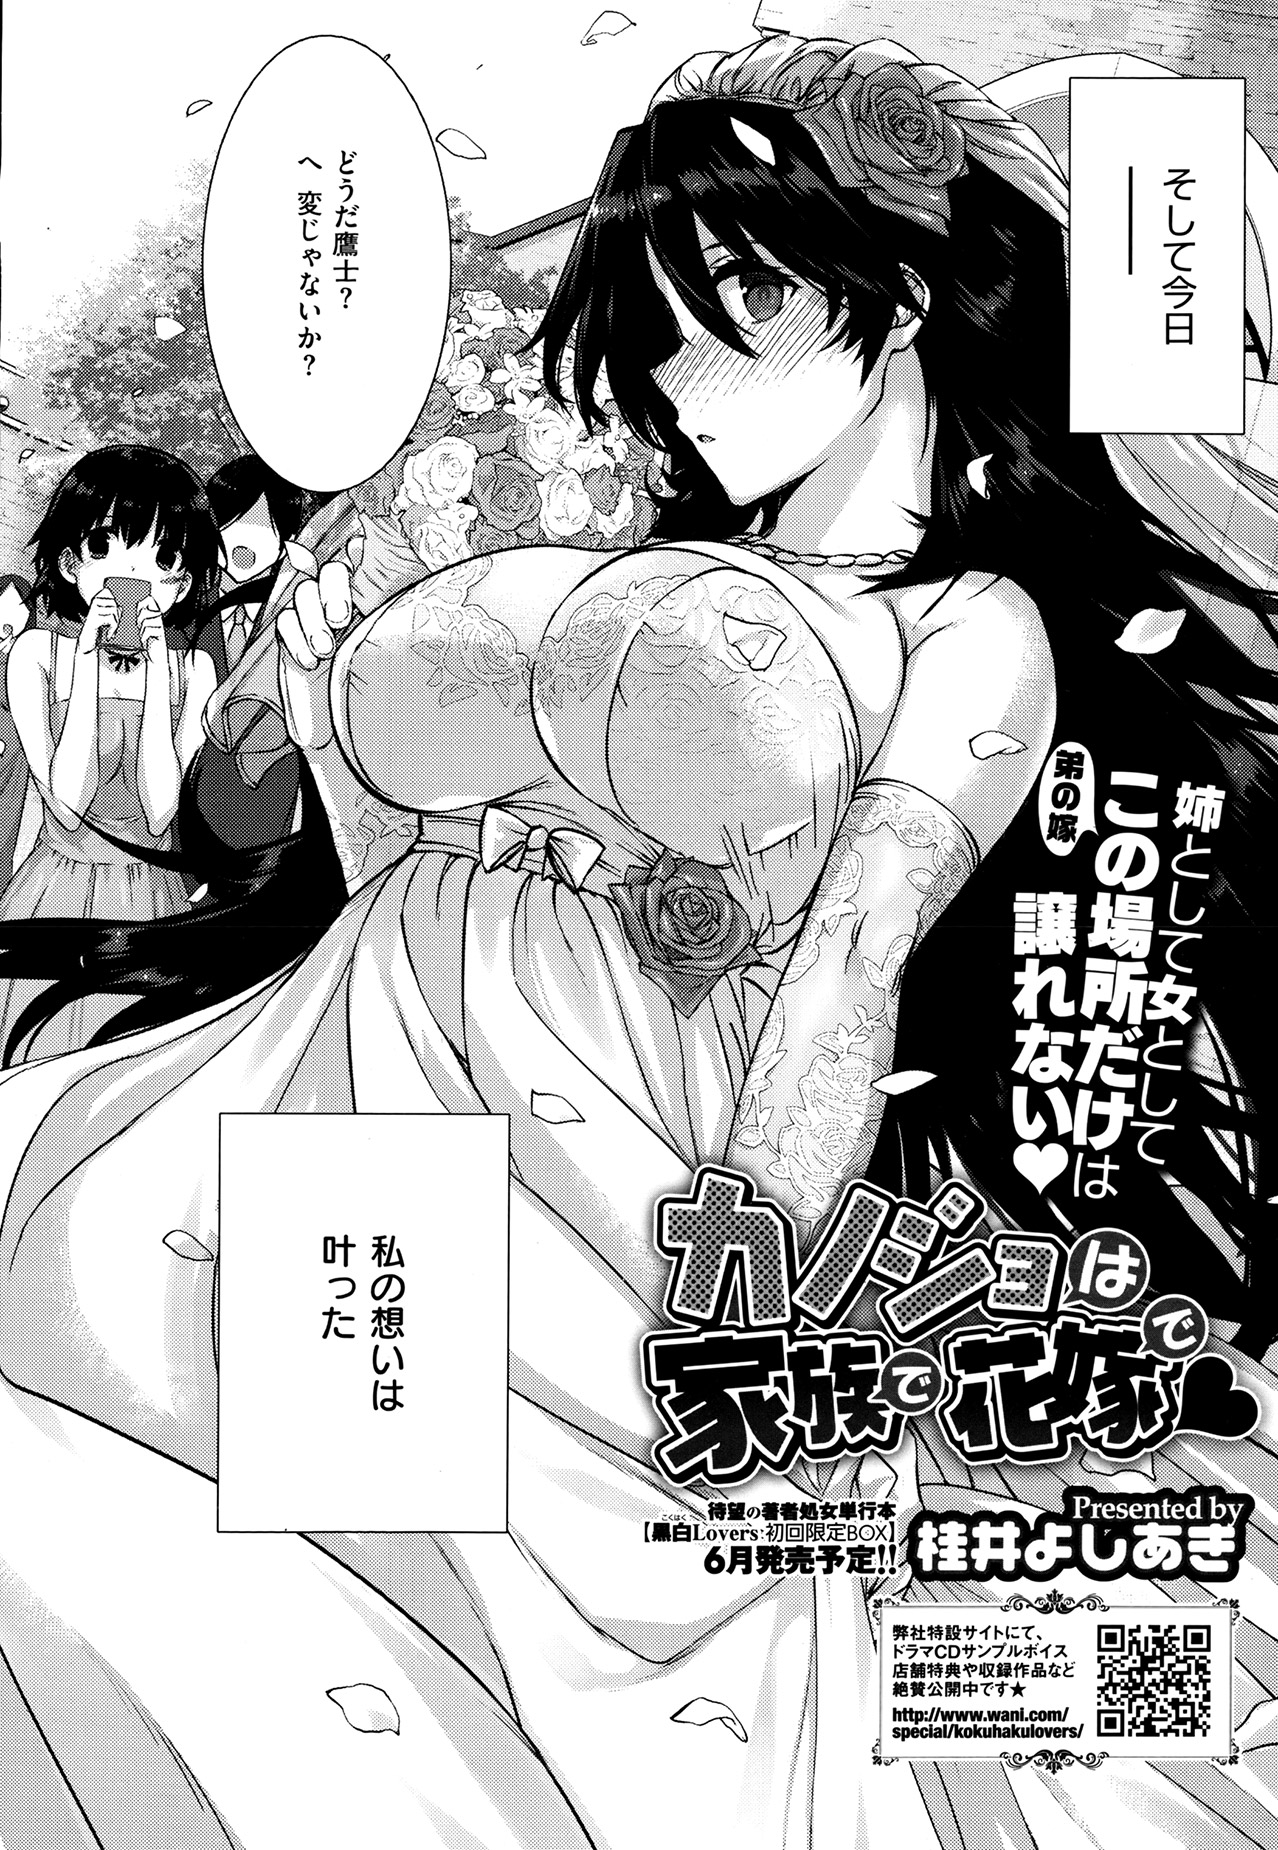 そして今日
――
どうだ鷹士?
へ 変じゃないか?
姉として女として
この場所だけは
弟の嫁
譲れない♥
私の想いは
叶った
カノジョは
家族で花嫁で♥
待望の著者処女単行本
こくはく
【黒白Lovers 初回限定BOX】
6月発売予定!!
Presented by
桂井よしあき
弊社特設サイトにて、
ドラマCDサンプルボイス
店舗特典や収録作品など
絶賛公開中です★
http://www.wani.com/
special/kokuhakulovers/